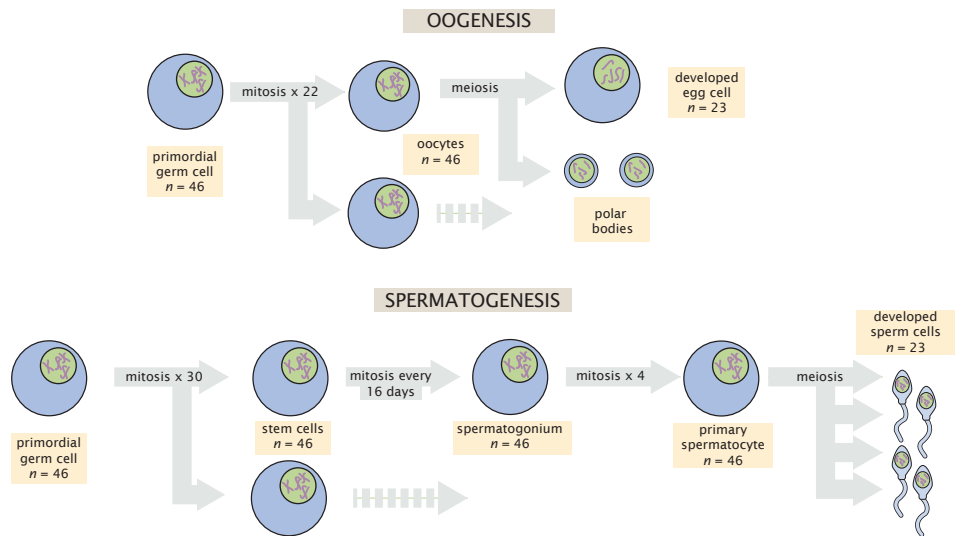 OOGENESIS
mitosis x 22
meiosis
developed
egg cell
n = 23
primordial
germ cell
n = 46
oocytes
n = 46
polar
bodies
SPERMATOGENESIS
developed
sperm cells
n = 23
mitosis x 30
mitosis every
16 days
mitosis x 4
meiosis
primordial
germ cell
n = 46
stem cells
n = 46
spermatogonium
n = 46
primary
spermatocyte
n = 46